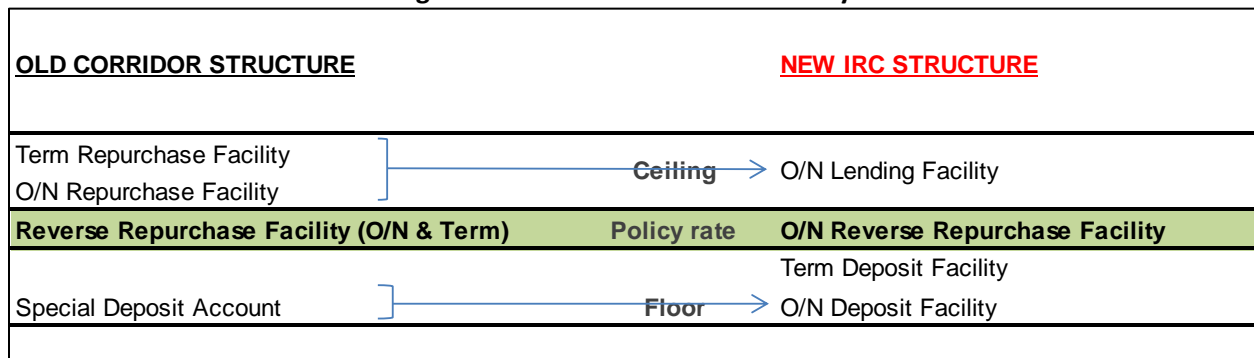 OLD CORRIDOR STRUCTURE NEW IRC STRUCTURE
Term Repurchase Facility
O/N Repurchase Facility
Ceiling O/N Lending Facility
Reverse Repurchase Facility (O/N & Term) Policy rate O/N Reverse Repurchase Facility
Term Deposit Facility
Special Deposit Account Floor O/N Deposit Facility